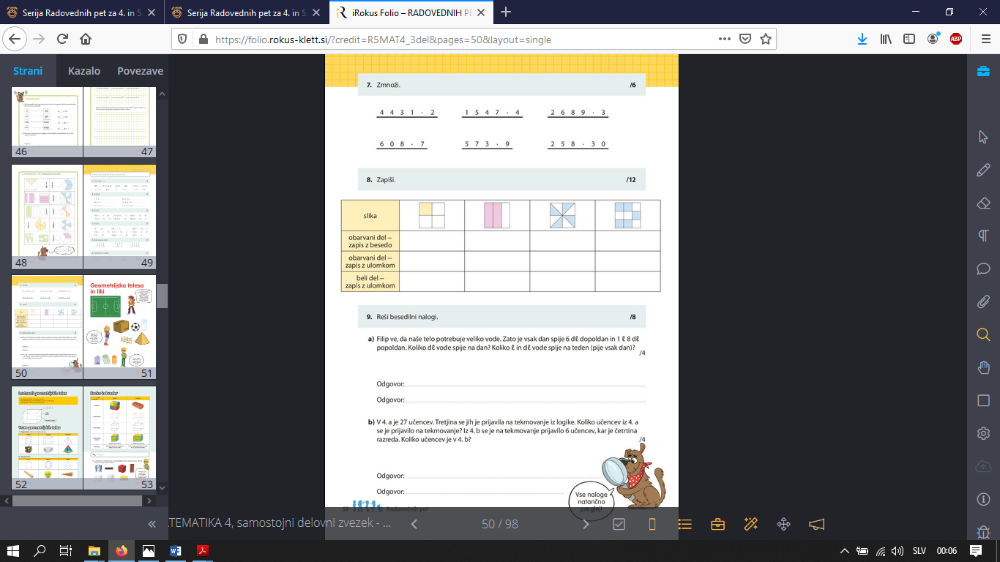 Serija Radovednih pet za 4. in 5.
Serija Radovednih pet za 4. in 5.
iRokus Folio – RADOVEDNIH PE
https://folio.rokus-klett.si/?credit=R5MAT4_3del&pages=50&layout=single
ABP
Strani Kazalo Povezave
46 47
48 49
Geometrijska telesa
in liki
50 51
Lastnosti geometrijskih teles
Kocka in kvader
Vrste geometrijskih teles
52 53
7. Zmnoži. /6
4 4 3 1 · 2 1 5 4 7 · 4 2 6 8 9 · 3
6 0 8 · 7 5 7 3 · 9 2 5 8 · 3 0
8. Zapiši. /12
slika
obarvani del –
zapis z besedo
obarvani del –
zapis z ulomkom
beli del –
zapis z ulomkom
9. Reši besedilni nalogi. /8
a) Filip ve, da naše telo potrebuje veliko vode. Zato je vsak dan spije 6 dℓ dopoldan in 1 ℓ 8 dℓ
popoldan. Koliko dℓ vode spije na dan? Koliko ℓ in dℓ vode spije na teden (pije vsak dan)?
/4
Odgovor:
Odgovor:
b) V 4. a je 27 učencev. Tretjina se jih je prijavila na tekmovanje iz logike. Koliko učencev iz 4. a
se je prijavilo na tekmovanje? Iz 4. b se je na tekmovanje prijavilo 6 učencev, kar je četrtina
razreda. Koliko učencev je v 4. b? /4
Odgovor:
Odgovor:
Vse naloge
natančno
preglej!
50 Radovednih pet
TEMATIKA 4, samostojni delovni zvezek - ...
50 / 98
SLV 00:06